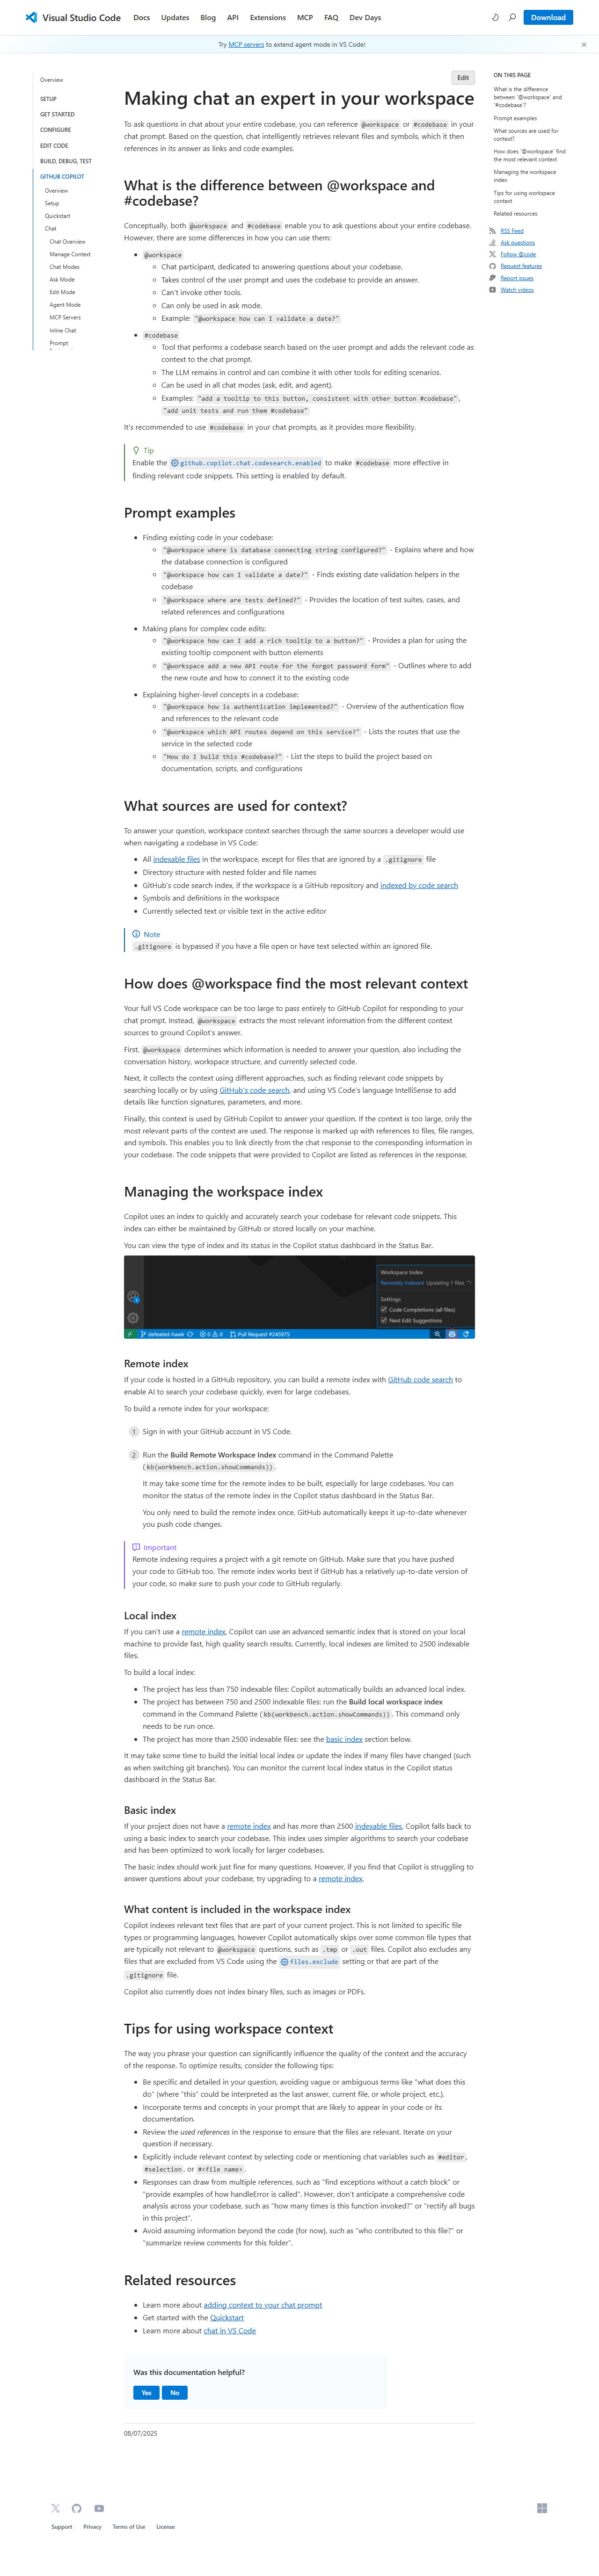 Visual Studio Code Docs Updates Blog API Extensions MCP FAQ Dev Days Download
Try MCP servers to extend agent mode in VS Code!
Overview
SETUP
GET STARTED
CONFIGURE
EDIT CODE
BUILD, DEBUG, TEST
GITHUB COPILOT
Overview
Setup
Quickstart
Chat
Chat Overview
Manage Context
Chat Modes
Ask Mode
Edit Mode
Agent Mode
MCP Servers
Inline Chat
Prompt
Edit
Making chat an expert in your workspace
To ask questions in chat about your entire codebase, you can reference @workspace or #codebase in your
chat prompt. Based on the question, chat intelligently retrieves relevant files and symbols, which it then
references in its answer as links and code examples.
What is the difference between @workspace and
#codebase?
Conceptually, both @workspace and #codebase enable you to ask questions about your entire codebase.
However, there are some differences in how you can use them:
@workspace
Chat participant, dedicated to answering questions about your codebase.
Takes control of the user prompt and uses the codebase to provide an answer.
Can't invoke other tools.
Can only be used in ask mode.
Example: "@workspace how can I validate a date?"
#codebase
Tool that performs a codebase search based on the user prompt and adds the relevant code as
context to the chat prompt.
The LLM remains in control and can combine it with other tools for editing scenarios.
Can be used in all chat modes (ask, edit, and agent).
Examples: "add a tooltip to this button, consistent with other button #codebase",
"add unit tests and run them #codebase"
It's recommended to use #codebase in your chat prompts, as it provides more flexibility.
Tip
Enable the github.copilot.chat.codesearch.enabled to make #codebase more effective in
finding relevant code snippets. This setting is enabled by default.
Prompt examples
Finding existing code in your codebase:
"@workspace where is database connecting string configured?" - Explains where and how
the database connection is configured
"@workspace how can I validate a date?" - Finds existing date validation helpers in the
codebase
"@workspace where are tests defined?" - Provides the location of test suites, cases, and
related references and configurations
Making plans for complex code edits:
"@workspace how can I add a rich tooltip to a button?" - Provides a plan for using the
existing tooltip component with button elements
"@workspace add a new API route for the forgot password form" - Outlines where to add
the new route and how to connect it to the existing code
Explaining higher-level concepts in a codebase:
"@workspace how is authentication implemented?" - Overview of the authentication flow
and references to the relevant code
"@workspace which API routes depend on this service?" - Lists the routes that use the
service in the selected code
"How do I build this #codebase?" - List the steps to build the project based on
documentation, scripts, and configurations
What sources are used for context?
To answer your question, workspace context searches through the same sources a developer would use
when navigating a codebase in VS Code:
All indexable files in the workspace, except for files that are ignored by a .gitignore file
Directory structure with nested folder and file names
GitHub's code search index, if the workspace is a GitHub repository and indexed by code search
Symbols and definitions in the workspace
Currently selected text or visible text in the active editor
Note
.gitignore is bypassed if you have a file open or have text selected within an ignored file.
How does @workspace find the most relevant context
Your full VS Code workspace can be too large to pass entirely to GitHub Copilot for responding to your
chat prompt. Instead, @workspace extracts the most relevant information from the different context
sources to ground Copilot's answer.
First, @workspace determines which information is needed to answer your question, also including the
conversation history, workspace structure, and currently selected code.
Next, it collects the context using different approaches, such as finding relevant code snippets by
searching locally or by using GitHub's code search, and using VS Code's language IntelliSense to add
details like function signatures, parameters, and more.
Finally, this context is used by GitHub Copilot to answer your question. If the context is too large, only the
most relevant parts of the context are used. The response is marked up with references to files, file ranges,
and symbols. This enables you to link directly from the chat response to the corresponding information in
your codebase. The code snippets that were provided to Copilot are listed as references in the response.
Managing the workspace index
Copilot uses an index to quickly and accurately search your codebase for relevant code snippets. This
index can either be maintained by GitHub or stored locally on your machine.
You can view the type of index and its status in the Copilot status dashboard in the Status Bar.
Workspace Index
Remotely indexed Updating 1 files
Settings
Code Completions (all files)
Next Edit Suggestions
defeated-hawk 0 0 Pull Request #245975
Remote index
If your code is hosted in a GitHub repository, you can build a remote index with GitHub code search to
enable AI to search your codebase quickly, even for large codebases.
To build a remote index for your workspace:
1 Sign in with your GitHub account in VS Code.
2 Run the Build Remote Workspace Index command in the Command Palette
(kb(workbench.action.showCommands)).
It may take some time for the remote index to be built, especially for large codebases. You can
monitor the status of the remote index in the Copilot status dashboard in the Status Bar.
You only need to build the remote index once. GitHub automatically keeps it up-to-date whenever
you push code changes.
Important
Remote indexing requires a project with a git remote on GitHub. Make sure that you have pushed
your code to GitHub too. The remote index works best if GitHub has a relatively up-to-date version of
your code, so make sure to push your code to GitHub regularly.
Local index
If you can't use a remote index, Copilot can use an advanced semantic index that is stored on your local
machine to provide fast, high quality search results. Currently, local indexes are limited to 2500 indexable
files.
To build a local index:
The project has less than 750 indexable files: Copilot automatically builds an advanced local index.
The project has between 750 and 2500 indexable files: run the Build local workspace index
command in the Command Palette (kb(workbench.action.showCommands)). This command only
needs to be run once.
The project has more than 2500 indexable files: see the basic index section below.
It may take some time to build the initial local index or update the index if many files have changed (such
as when switching git branches). You can monitor the current local index status in the Copilot status
dashboard in the Status Bar.
Basic index
If your project does not have a remote index and has more than 2500 indexable files, Copilot falls back to
using a basic index to search your codebase. This index uses simpler algorithms to search your codebase
and has been optimized to work locally for larger codebases.
The basic index should work just fine for many questions. However, if you find that Copilot is struggling to
answer questions about your codebase, try upgrading to a remote index.
What content is included in the workspace index
Copilot indexes relevant text files that are part of your current project. This is not limited to specific file
types or programming languages, however Copilot automatically skips over some common file types that
are typically not relevant to @workspace questions, such as .tmp or .out files. Copilot also excludes any
files that are excluded from VS Code using the files.exclude setting or that are part of the
.gitignore file.
Copilot also currently does not index binary files, such as images or PDFs.
Tips for using workspace context
The way you phrase your question can significantly influence the quality of the context and the accuracy
of the response. To optimize results, consider the following tips:
Be specific and detailed in your question, avoiding vague or ambiguous terms like "what does this
do" (where "this" could be interpreted as the last answer, current file, or whole project, etc.).
Incorporate terms and concepts in your prompt that are likely to appear in your code or its
documentation.
Review the used references in the response to ensure that the files are relevant. Iterate on your
question if necessary.
Explicitly include relevant context by selecting code or mentioning chat variables such as #editor,
#selection, or #<file name>.
Responses can draw from multiple references, such as "find exceptions without a catch block" or
"provide examples of how handleError is called". However, don't anticipate a comprehensive code
analysis across your codebase, such as "how many times is this function invoked?" or "rectify all bugs
in this project".
Avoid assuming information beyond the code (for now), such as "who contributed to this file?" or
"summarize review comments for this folder".
Related resources
Learn more about adding context to your chat prompt
Get started with the Quickstart
Learn more about chat in VS Code
Was this documentation helpful?
Yes No
08/07/2025
ON THIS PAGE
What is the difference
between '@workspace' and
'#codebase'?
Prompt examples
What sources are used for
context?
How does '@workspace' find
the most relevant context
Managing the workspace
index
Tips for using workspace
context
Related resources
RSS Feed
Ask questions
Follow @code
Request features
Report issues
Watch videos
Support Privacy Terms of Use License